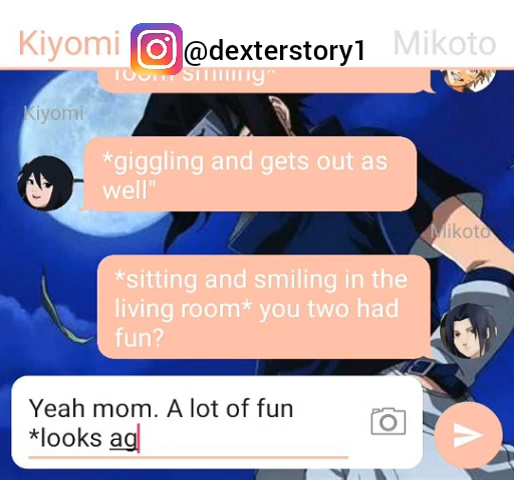 Kiyomi @dexterstory1 Mikoto
room smiling*
Kiyomi
*giggling and gets out as
well"
Mikoto
*sitting and smiling in the
living room* you two had
fun?
Yeah mom. A lot of fun
*looks ag